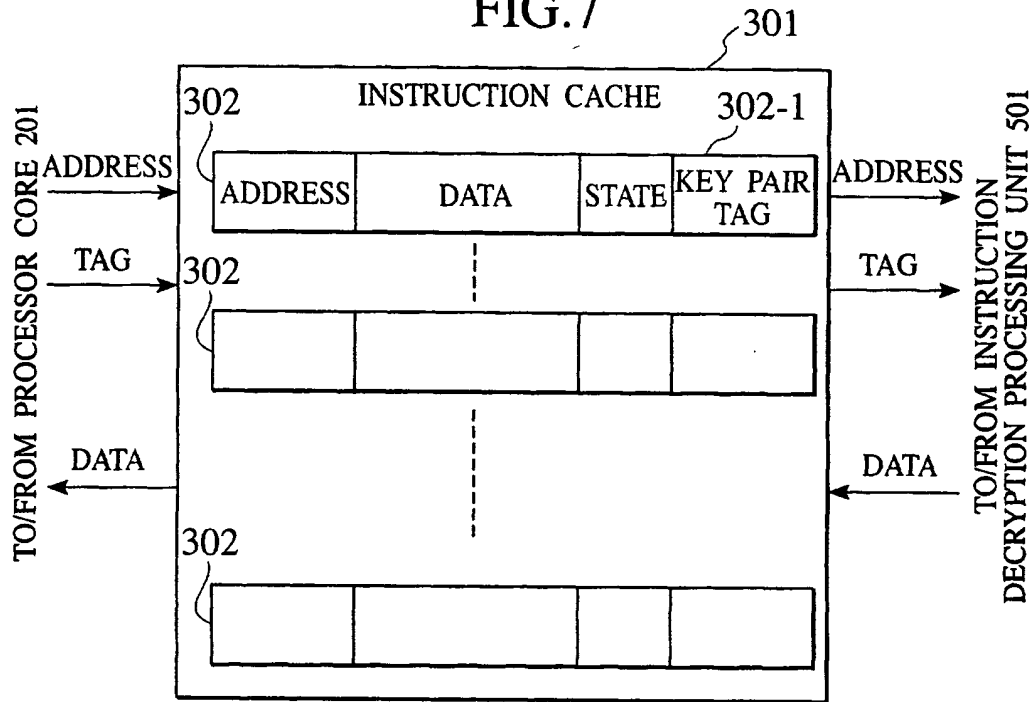 FIG.7
301
INSTRUCTION CACHE
302
302-1
ADDRESS
DATA
STATE
KEY PAIR
TAG
302
302
TO/FROM PROCESSOR CORE 201
ADDRESS
TAG
DATA
ADDRESS
TAG
DATA
TO/FROM INSTRUCTION
DECRYPTION PROCESSING UNIT 501